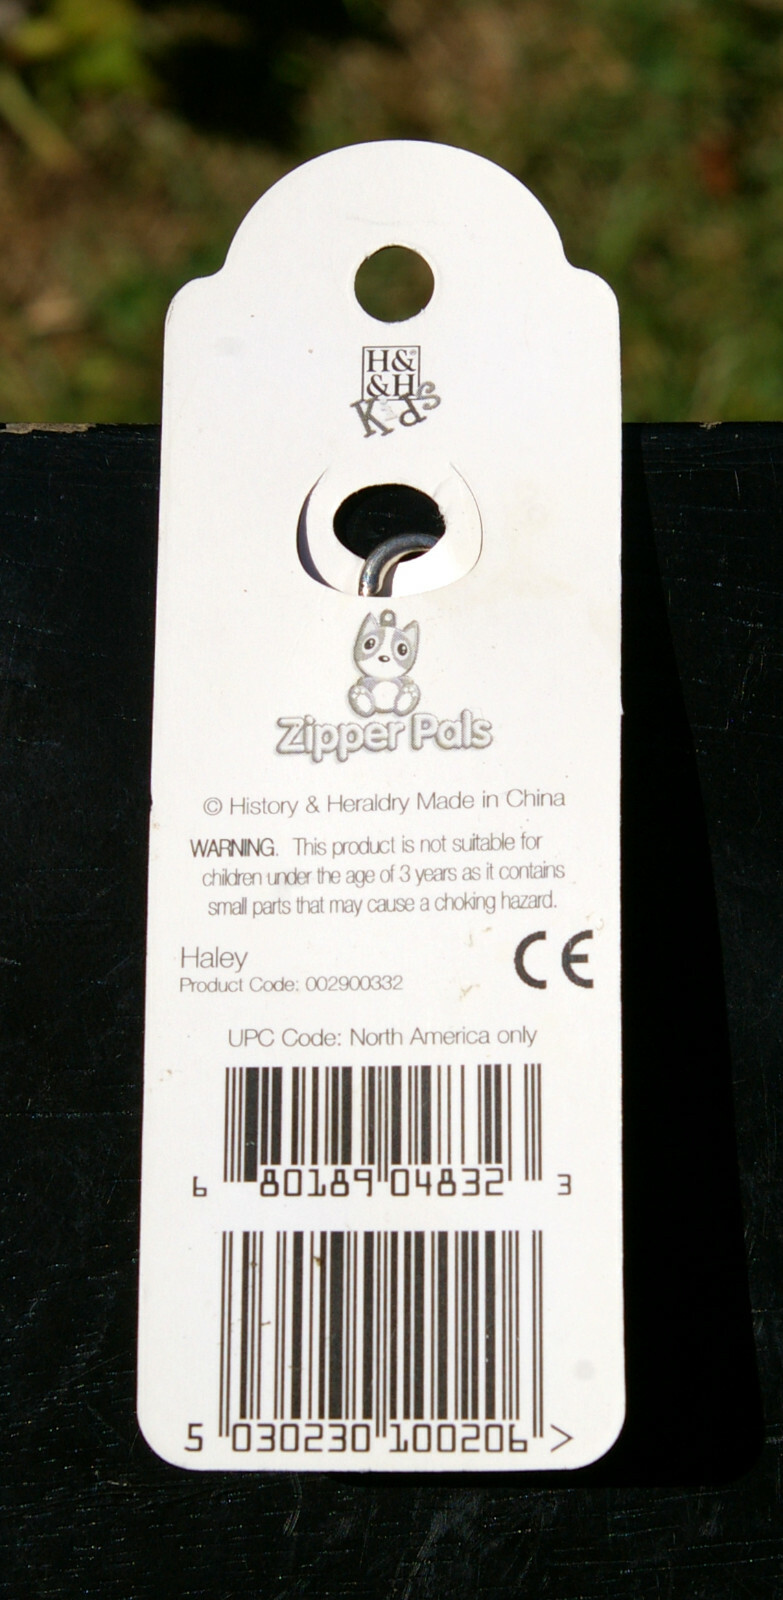 H&
&H
Kids
Zipper Pals
© History & Heraldry Made in China
WARNING. This product is not suitable for
children under the age of 3 years as it contains
small parts that may cause a choking hazard.
Haley
CE
Product Code: 002900332
UPC Code: North America only
6 80189 04832 3
5 030230 100206 >